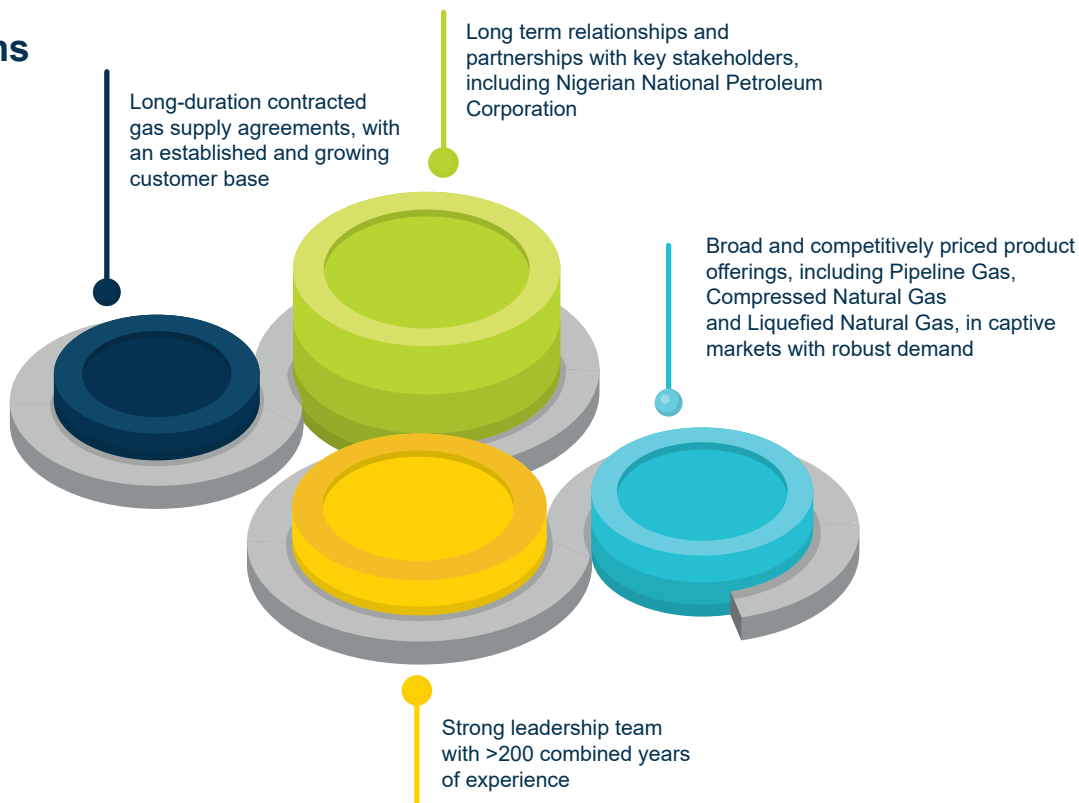 Long term relationships and
partnerships with key stakeholders,
including Nigerian National Petroleum
Corporation
Long-duration contracted
gas supply agreements, with
an established and growing
customer base
Broad and competitively priced product
offerings, including Pipeline Gas,
Compressed Natural Gas
and Liquefied Natural Gas, in captive
markets with robust demand
Strong leadership team
with >200 combined years
of experience